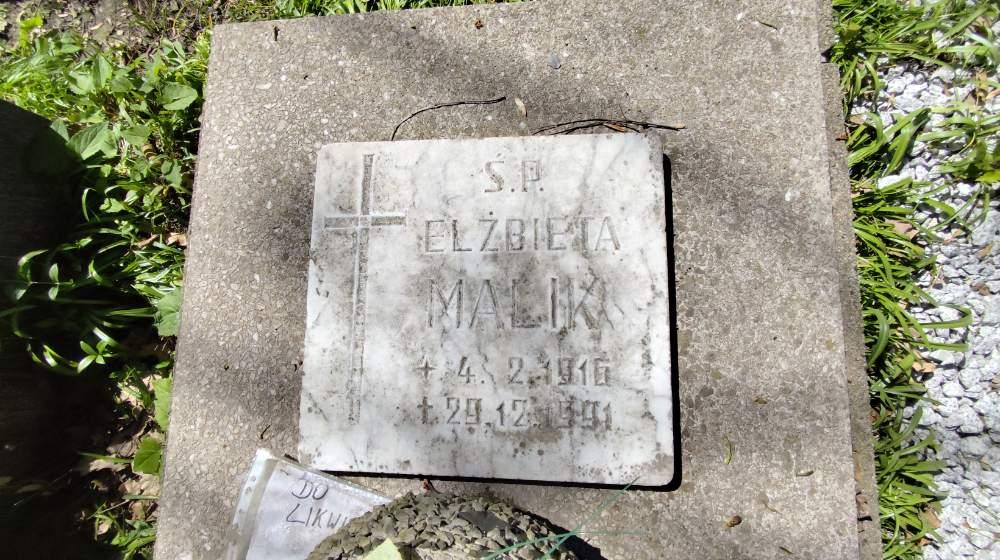 Ś.P.
ELŻBIETA
MALIK
+ 4. 2.1916
+ 29.12.1991
DO